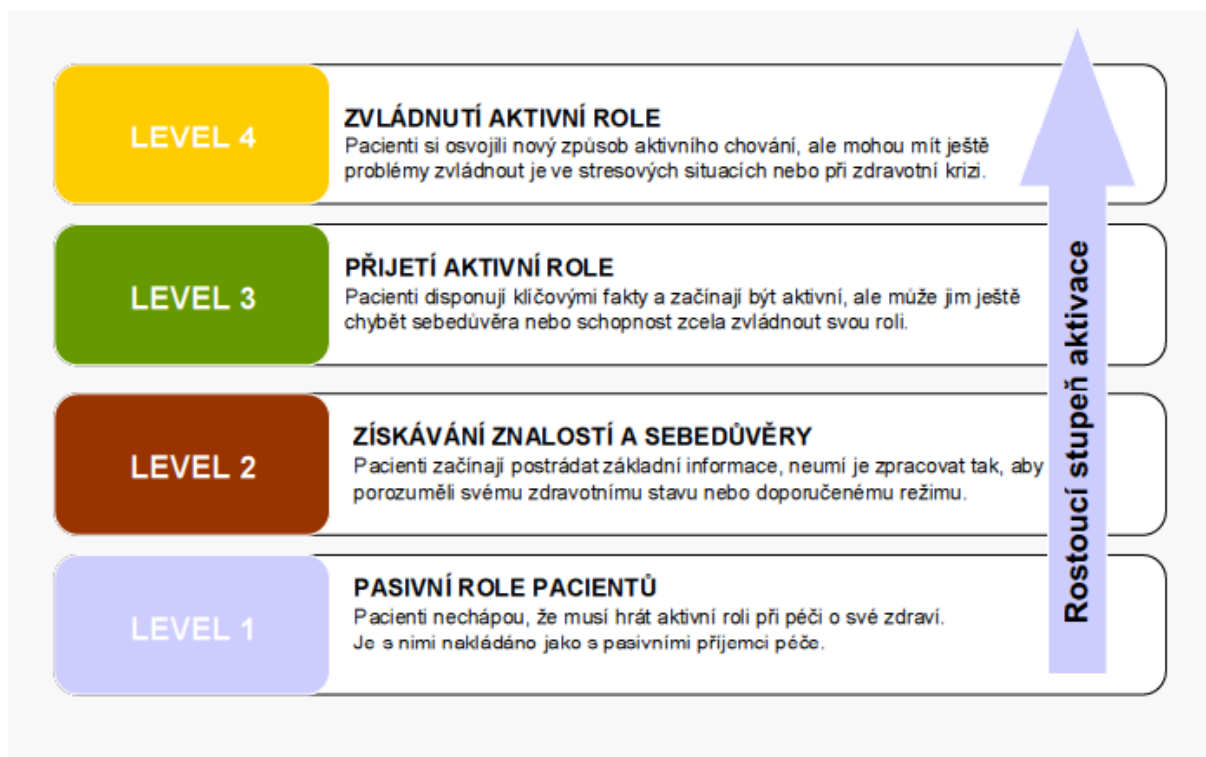 LEVEL 4
ZVLÁDNUTÍ AKTIVNÍ ROLE
Pacienti si osvojili nový způsob aktivního chování, ale mohou mít ještě
problémy zvládnout je ve stresových situacích nebo při zdravotní krizi.
LEVEL 3
PŘIJETÍ AKTIVNÍ ROLE
Pacienti disponují klíčovými fakty a začínají být aktivní, ale může jim ještě
chybět sebedůvěra nebo schopnost zcela zvládnout svou roli.
LEVEL 2
ZÍSKÁVÁNÍ ZNALOSTÍ A SEBEDŮVĚRY
Pacienti začínají postrádat základní informace, neumí je zpracovat tak, aby
porozuměli svému zdravotnímu stavu nebo doporučenému režimu.
LEVEL 1
PASIVNÍ ROLE PACIENTŮ
Pacienti nechápou, že musí hrát aktivní roli při péči o své zdraví.
Je s nimi nakládáno jako s pasivními příjemci péče.
Rostoucí stupeň aktivace